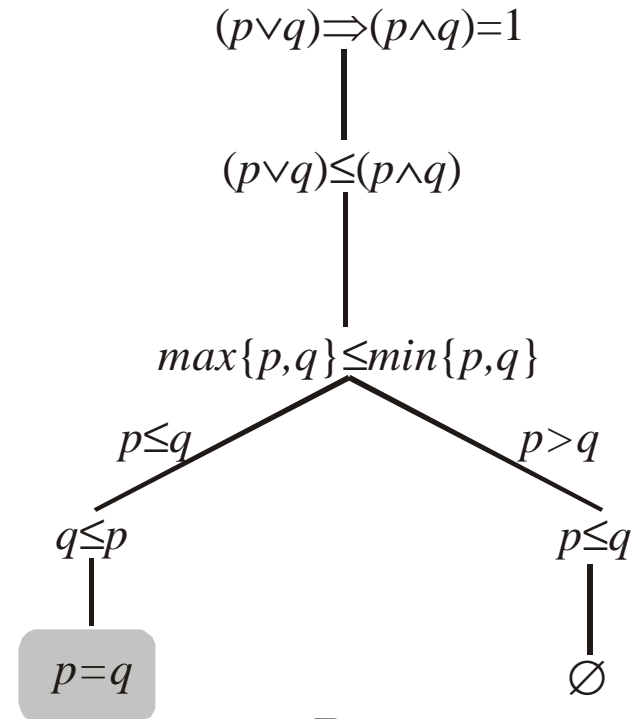 (p∨q)⇒(p∧q)=1
(p∨q)≤(p∧q)
max{p,q}≤min{p,q}
p≤q p>q
q≤p p≤q
p=q ∅